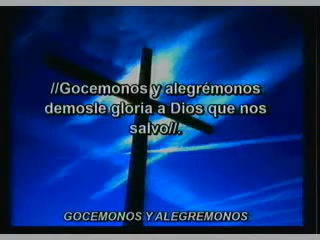 //Gocemonos y alegrémonos
demosle gloria a Dios que nos
salvo//.
GOCEMONOS Y ALEGREMONOS